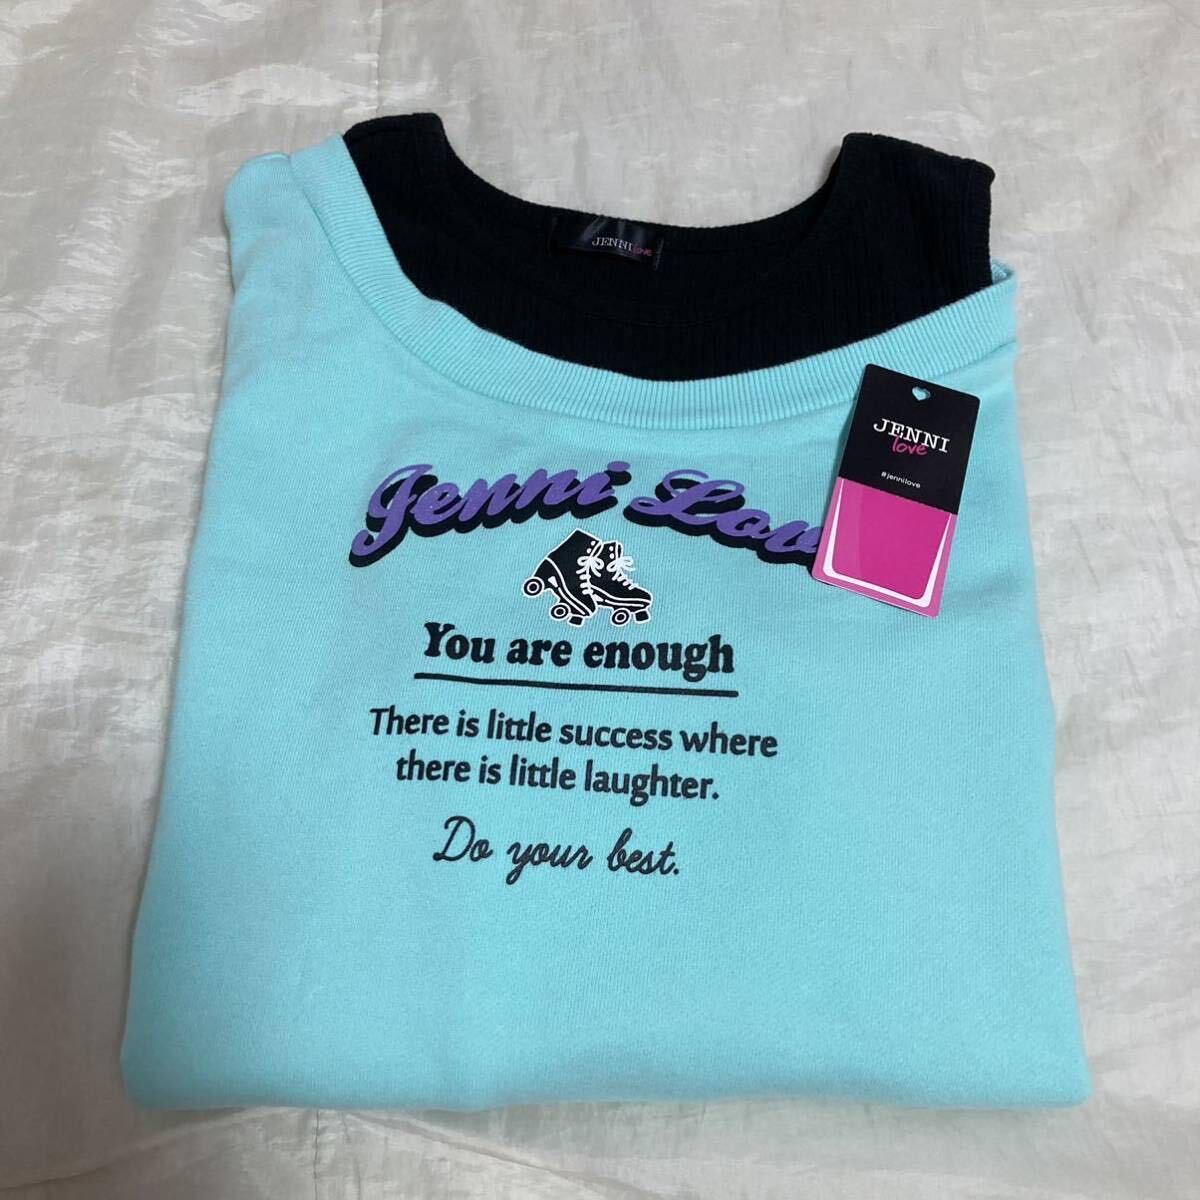 JENNI love
JENNI
love
#jennilove
Jenni Lov
You are enough
There is little success where
there is little laughter.
Do your best.